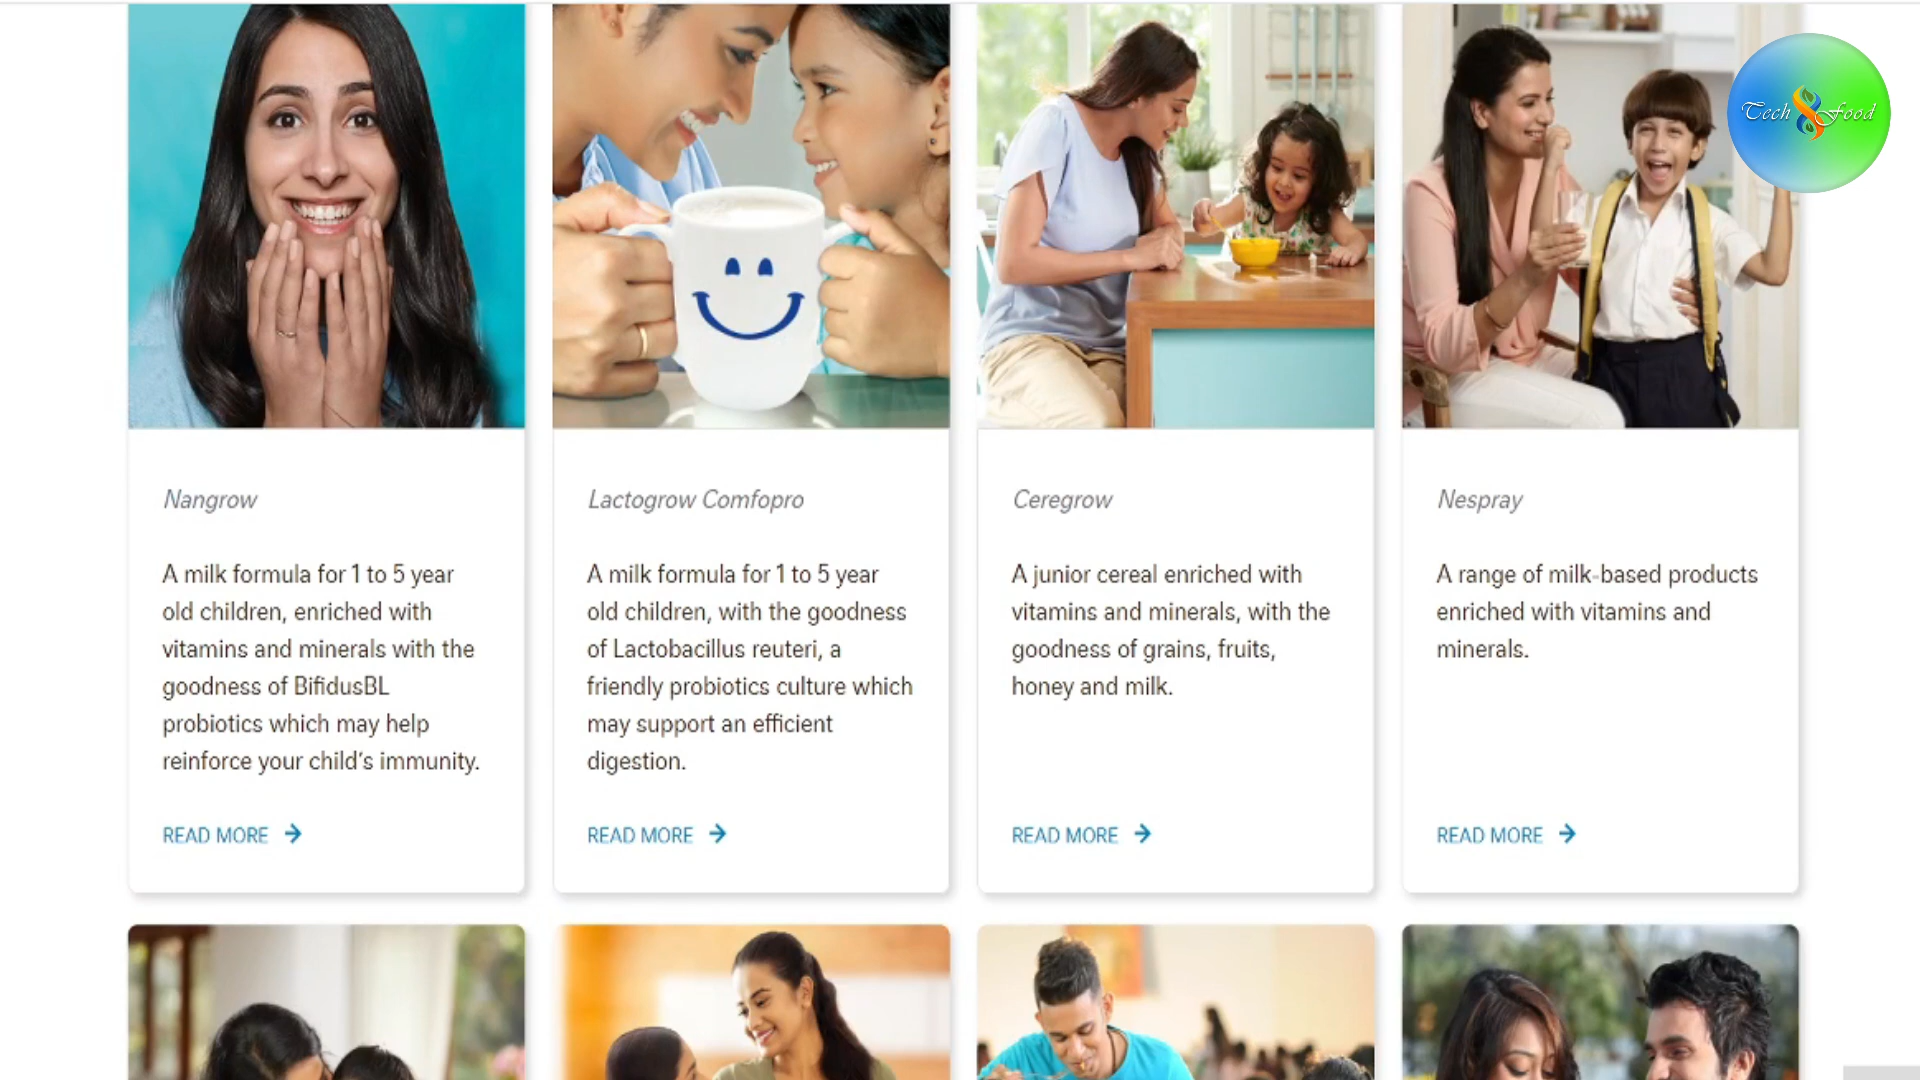 Tech Food
Nangrow
A milk formula for 1 to 5 year
old children, enriched with
vitamins and minerals with the
goodness of BifidusBL
probiotics which may help
reinforce your child's immunity.
READ MORE
Lactogrow Comfopro
A milk formula for 1 to 5 year
old children, with the goodness
of Lactobacillus reuteri, a
friendly probiotics culture which
may support an efficient
digestion.
READ MORE
Ceregrow
A junior cereal enriched with
vitamins and minerals, with the
goodness of grains, fruits,
honey and milk.
READ MORE
Nespray
A range of milk-based products
enriched with vitamins and
minerals.
READ MORE